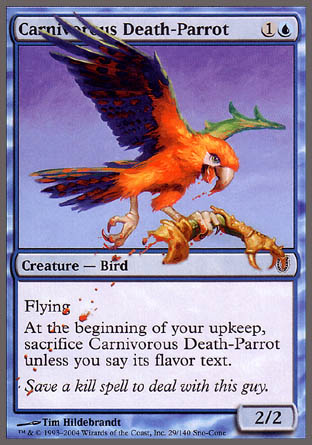 Carnivorous Death-Parrot 1
Creature — Bird
Flying
At the beginning of your upkeep,
sacrifice Carnivorous Death-Parrot
unless you say its flavor text.
Save a kill spell to deal with this guy.
Tim Hildebrandt
2/2
™ & © 1993–2004 Wizards of the Coast, Inc. 29/140 Sno-Cone